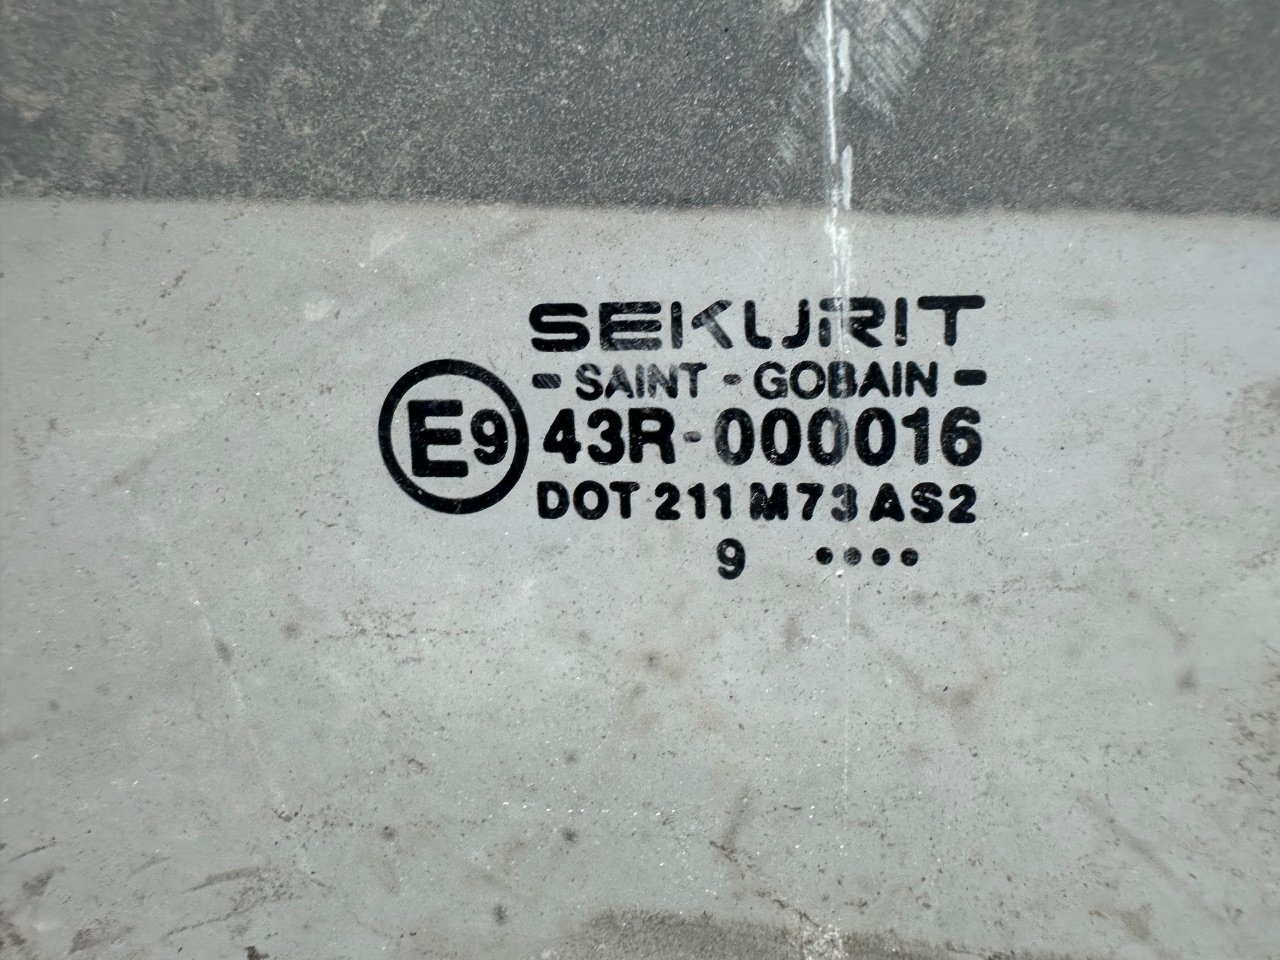 SEKURIT
- SAINT - GOBAIN -
E9 43R-000016
DOT 211 M73 AS2
9 ••••